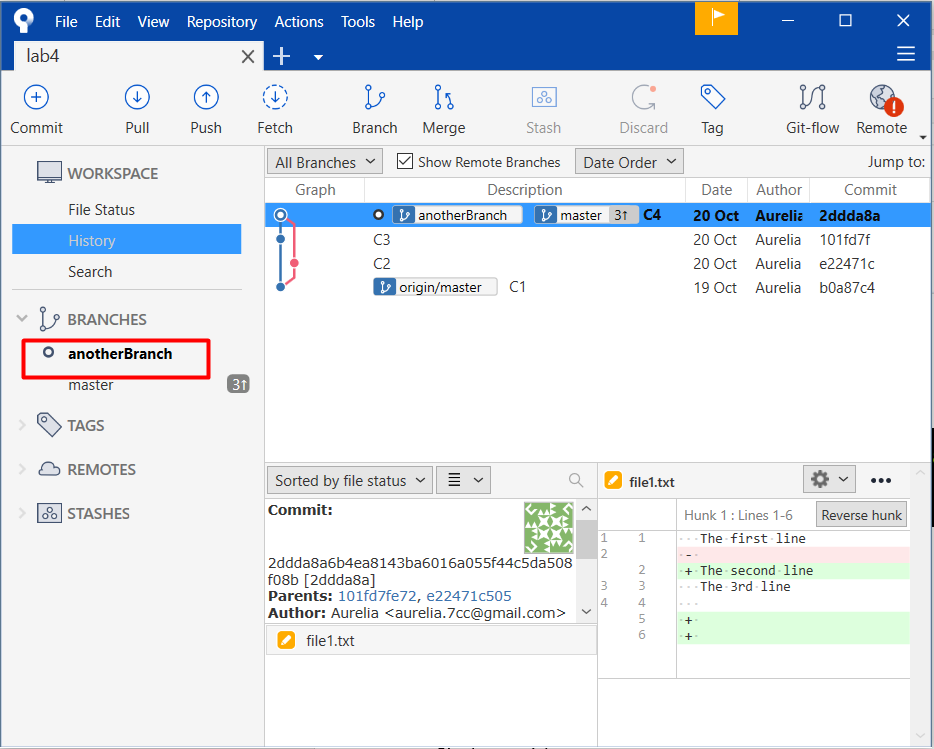 File Edit View Repository Actions Tools Help
lab4
Commit Pull Push Fetch Branch Merge Stash Discard Tag Git-flow Remote
WORKSPACE
File Status
History
Search
BRANCHES
anotherBranch
master 3↑
TAGS
REMOTES
STASHES
All Branches Show Remote Branches Date Order Jump to:
Graph Description Date Author Commit
anotherBranch master 3↑ C4 20 Oct Aurelia 2ddda8a
C3 20 Oct Aurelia 101fd7f
C2 20 Oct Aurelia e22471c
origin/master C1 19 Oct Aurelia b0a87c4
Sorted by file status
Commit:
2ddda8a6b4ea8143ba6016a055f44c5da508
f08b [2ddda8a]
Parents: 101fd7fe72, e22471c505
Author: Aurelia <aurelia.7cc@gmail.com>
file1.txt
file1.txt
Hunk 1 : Lines 1-6 Reverse hunk
1 1 The first line
2 -
2 + The second line
3 3 The 3rd line
4 4
5 +
6 +